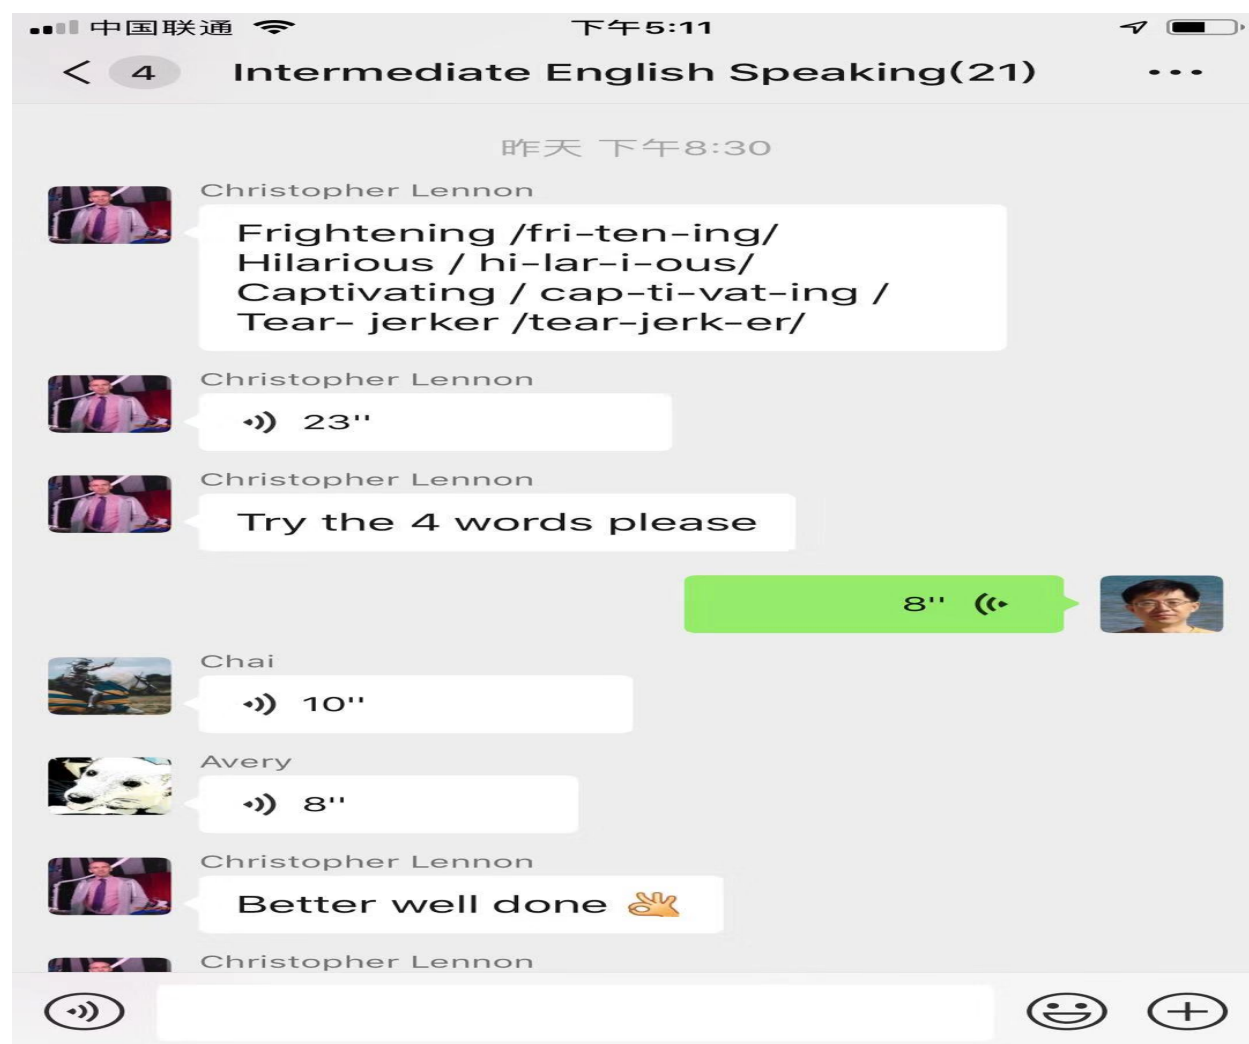 中国联通 下午5:11
4 Intermediate English Speaking(21)
昨天 下午8:30
Christopher Lennon
Frightening /fri-ten-ing/
Hilarious / hi-lar-i-ous/
Captivating / cap-ti-vat-ing /
Tear- jerker /tear-jerk-er/
Christopher Lennon
23''
Christopher Lennon
Try the 4 words please
8''
Chai
10''
Avery
8''
Christopher Lennon
Better well done 👌
Christopher Lennon